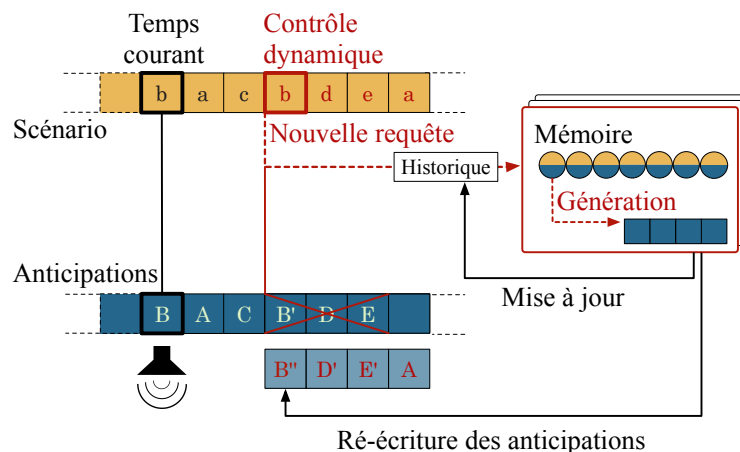 Temps
courant
Contrôle
dynamique
b a c b d e a
Scénario
Nouvelle requête
Historique
Mémoire
Génération
Anticipations
Mise à jour
B A C B' D E
B'' D' E' A
Ré-écriture des anticipations